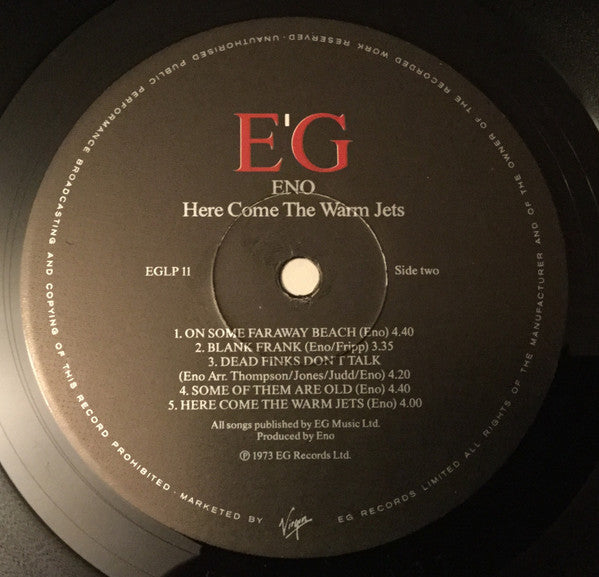 E'G
ENO
Here Come The Warm Jets
EGLP 11
Side two
1. ON SOME FARAWAY BEACH (Eno) 4.40
2. BLANK FRANK (Eno/Fripp) 3.35
3. DEAD FINKS DON'T TALK
(Eno Arr. Thompson/Jones/Judd/Eno) 4.20
4. SOME OF THEM ARE OLD (Eno) 4.40
5. HERE COME THE WARM JETS (Eno) 4.00
All songs published by EG Music Ltd.
Produced by Eno
℗ 1973 EG Records Ltd.
EG RECORDS LIMITED ALL RIGHTS OF THE MANUFACTURER AND OF THE OWNER OF THE RECORDED WORK RESERVED · UNAUTHORISED PUBLIC PERFORMANCE BROADCASTING AND COPYING OF THIS RECORD PROHIBITED · MARKETED BY Virgin